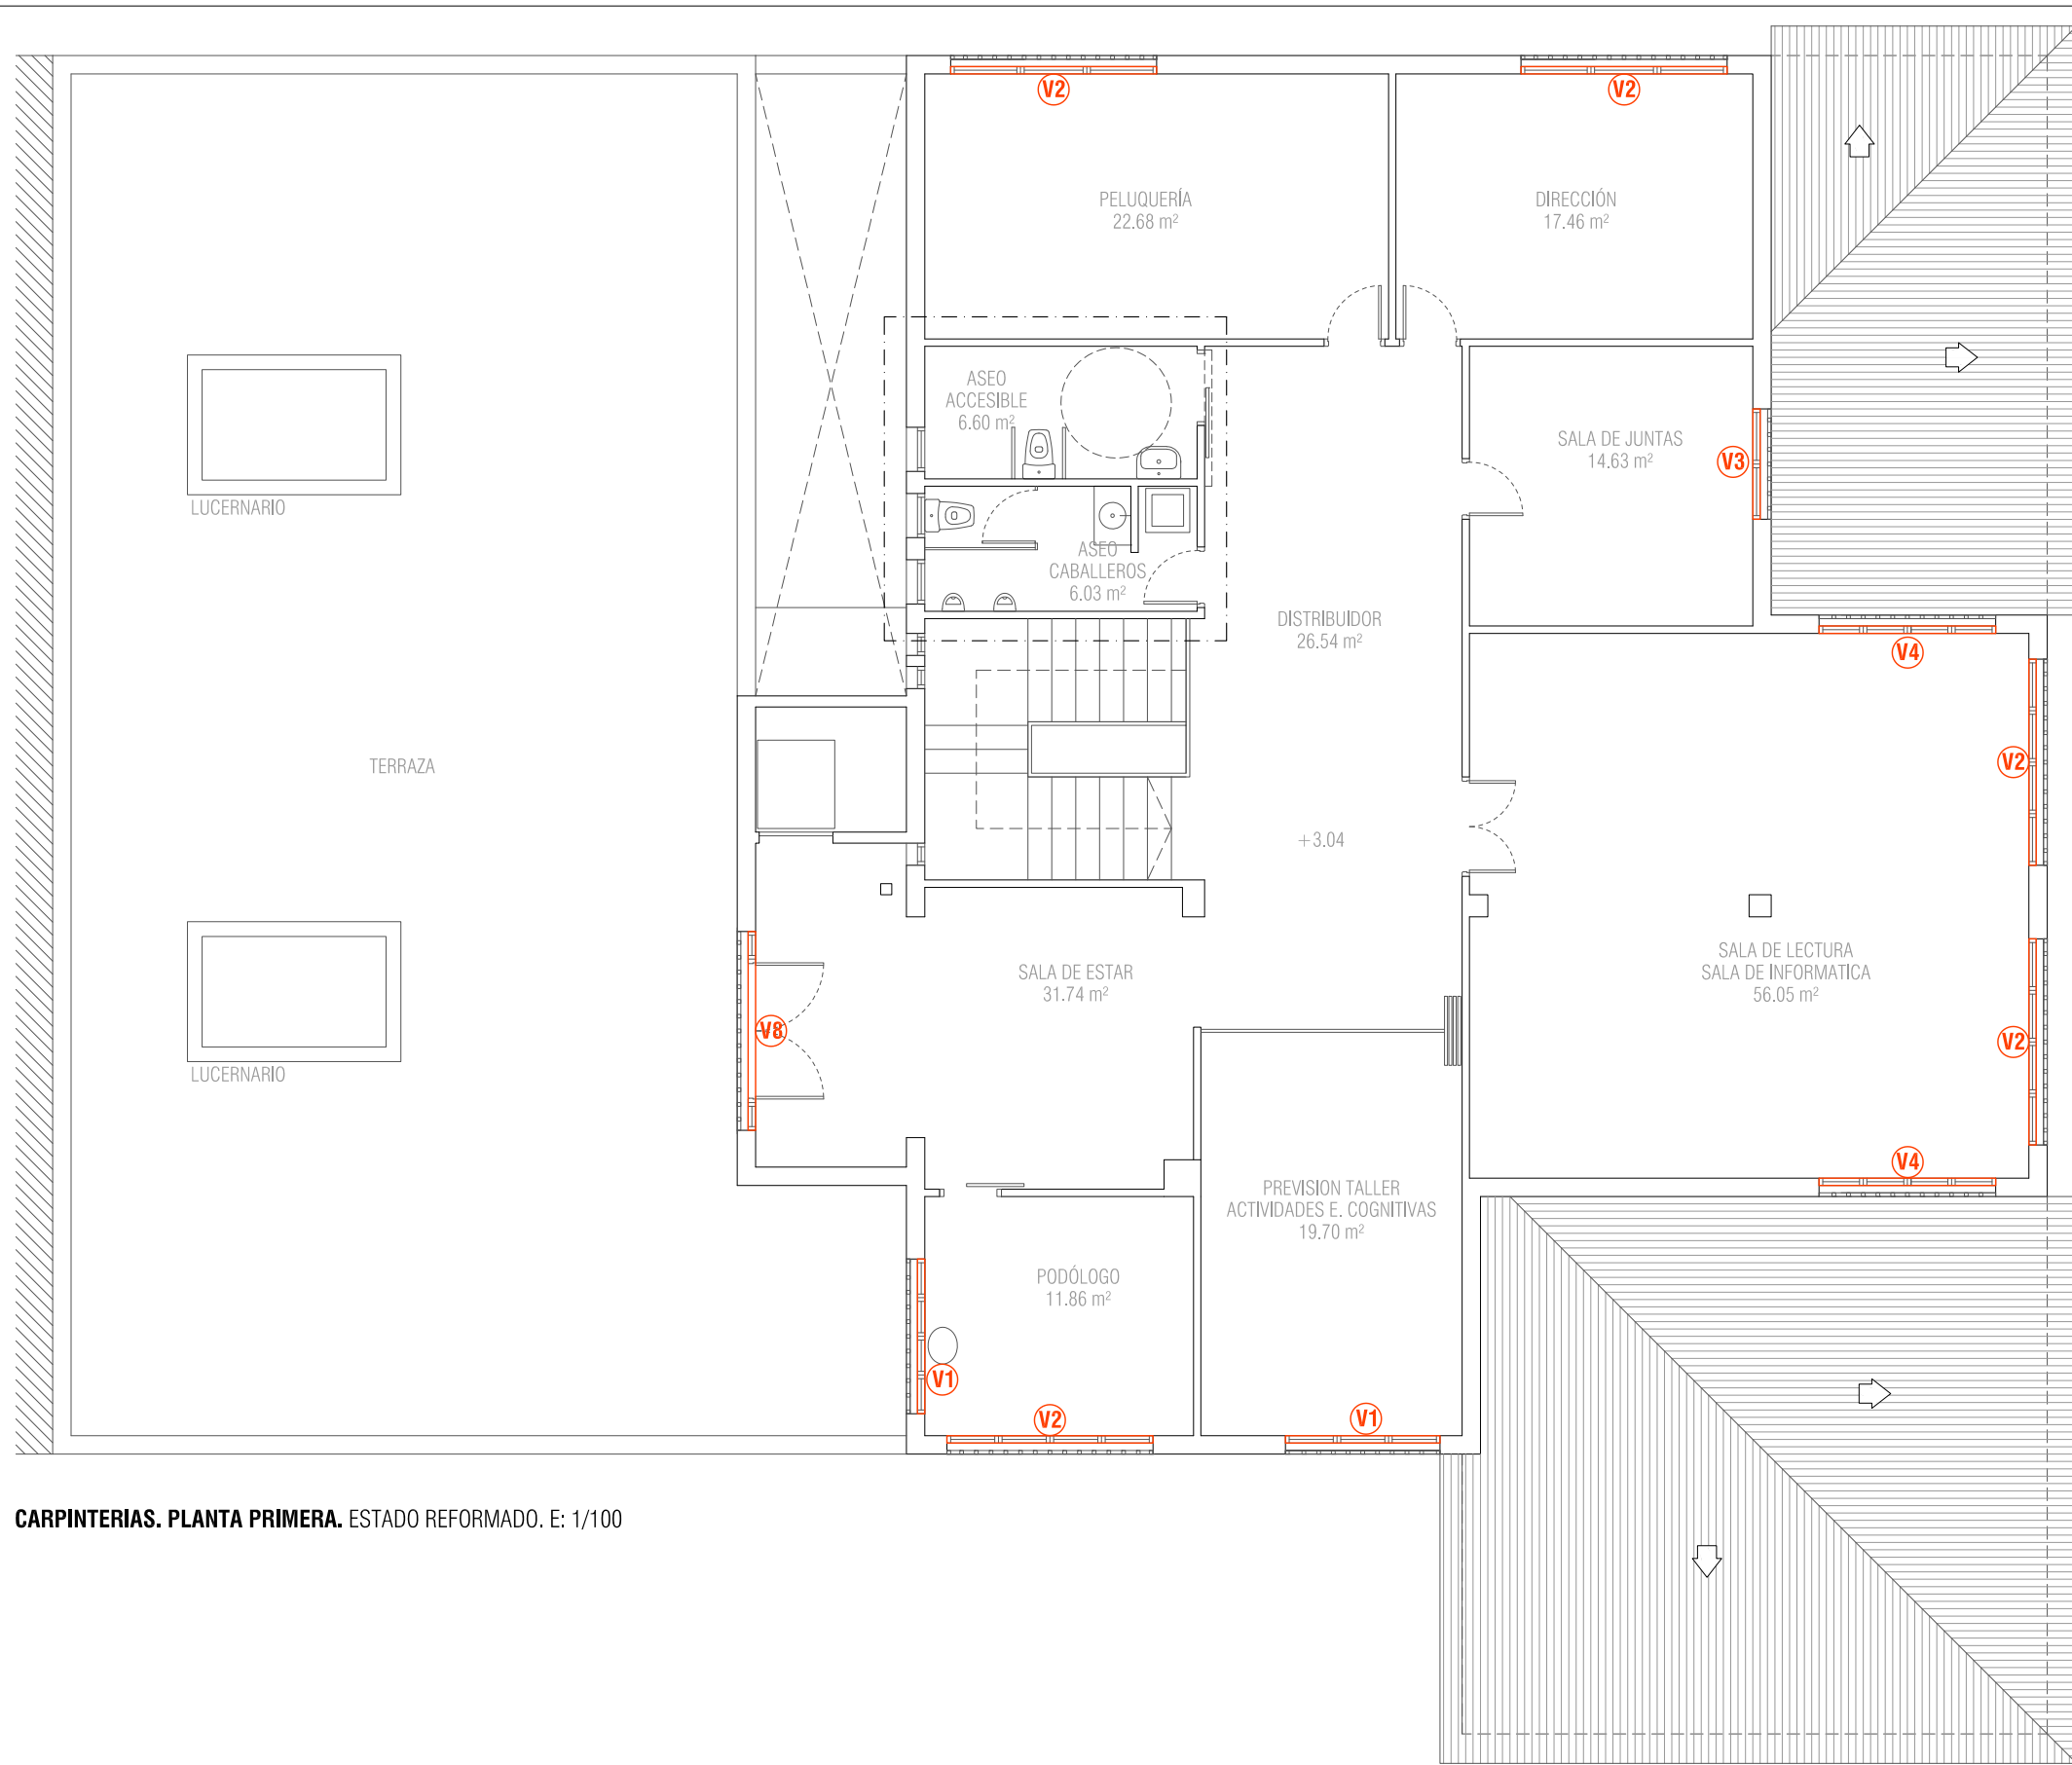 V2
V2
PELUQUERÍA
22.68 m²
DIRECCIÓN
17.46 m²
ASEO
ACCESIBLE
6.60 m²
SALA DE JUNTAS
14.63 m²
V3
LUCERNARIO
ASEO
CABALLEROS
6.03 m²
DISTRIBUIDOR
26.54 m²
V4
V2
TERRAZA
+3.04
SALA DE LECTURA
SALA DE INFORMATICA
56.05 m²
SALA DE ESTAR
31.74 m²
V8
V2
LUCERNARIO
V4
PREVISION TALLER
ACTIVIDADES E. COGNITIVAS
19.70 m²
PODÓLOGO
11.86 m²
V1
V2
V1
CARPINTERIAS. PLANTA PRIMERA. ESTADO REFORMADO. E: 1/100